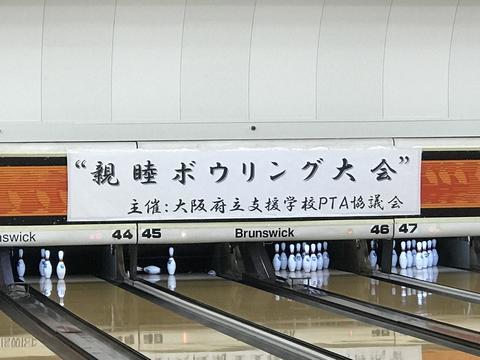 “親睦ボウリング大会”
主催:大阪府立支援学校PTA協議会
nswick 44 45 Brunswick 46 47